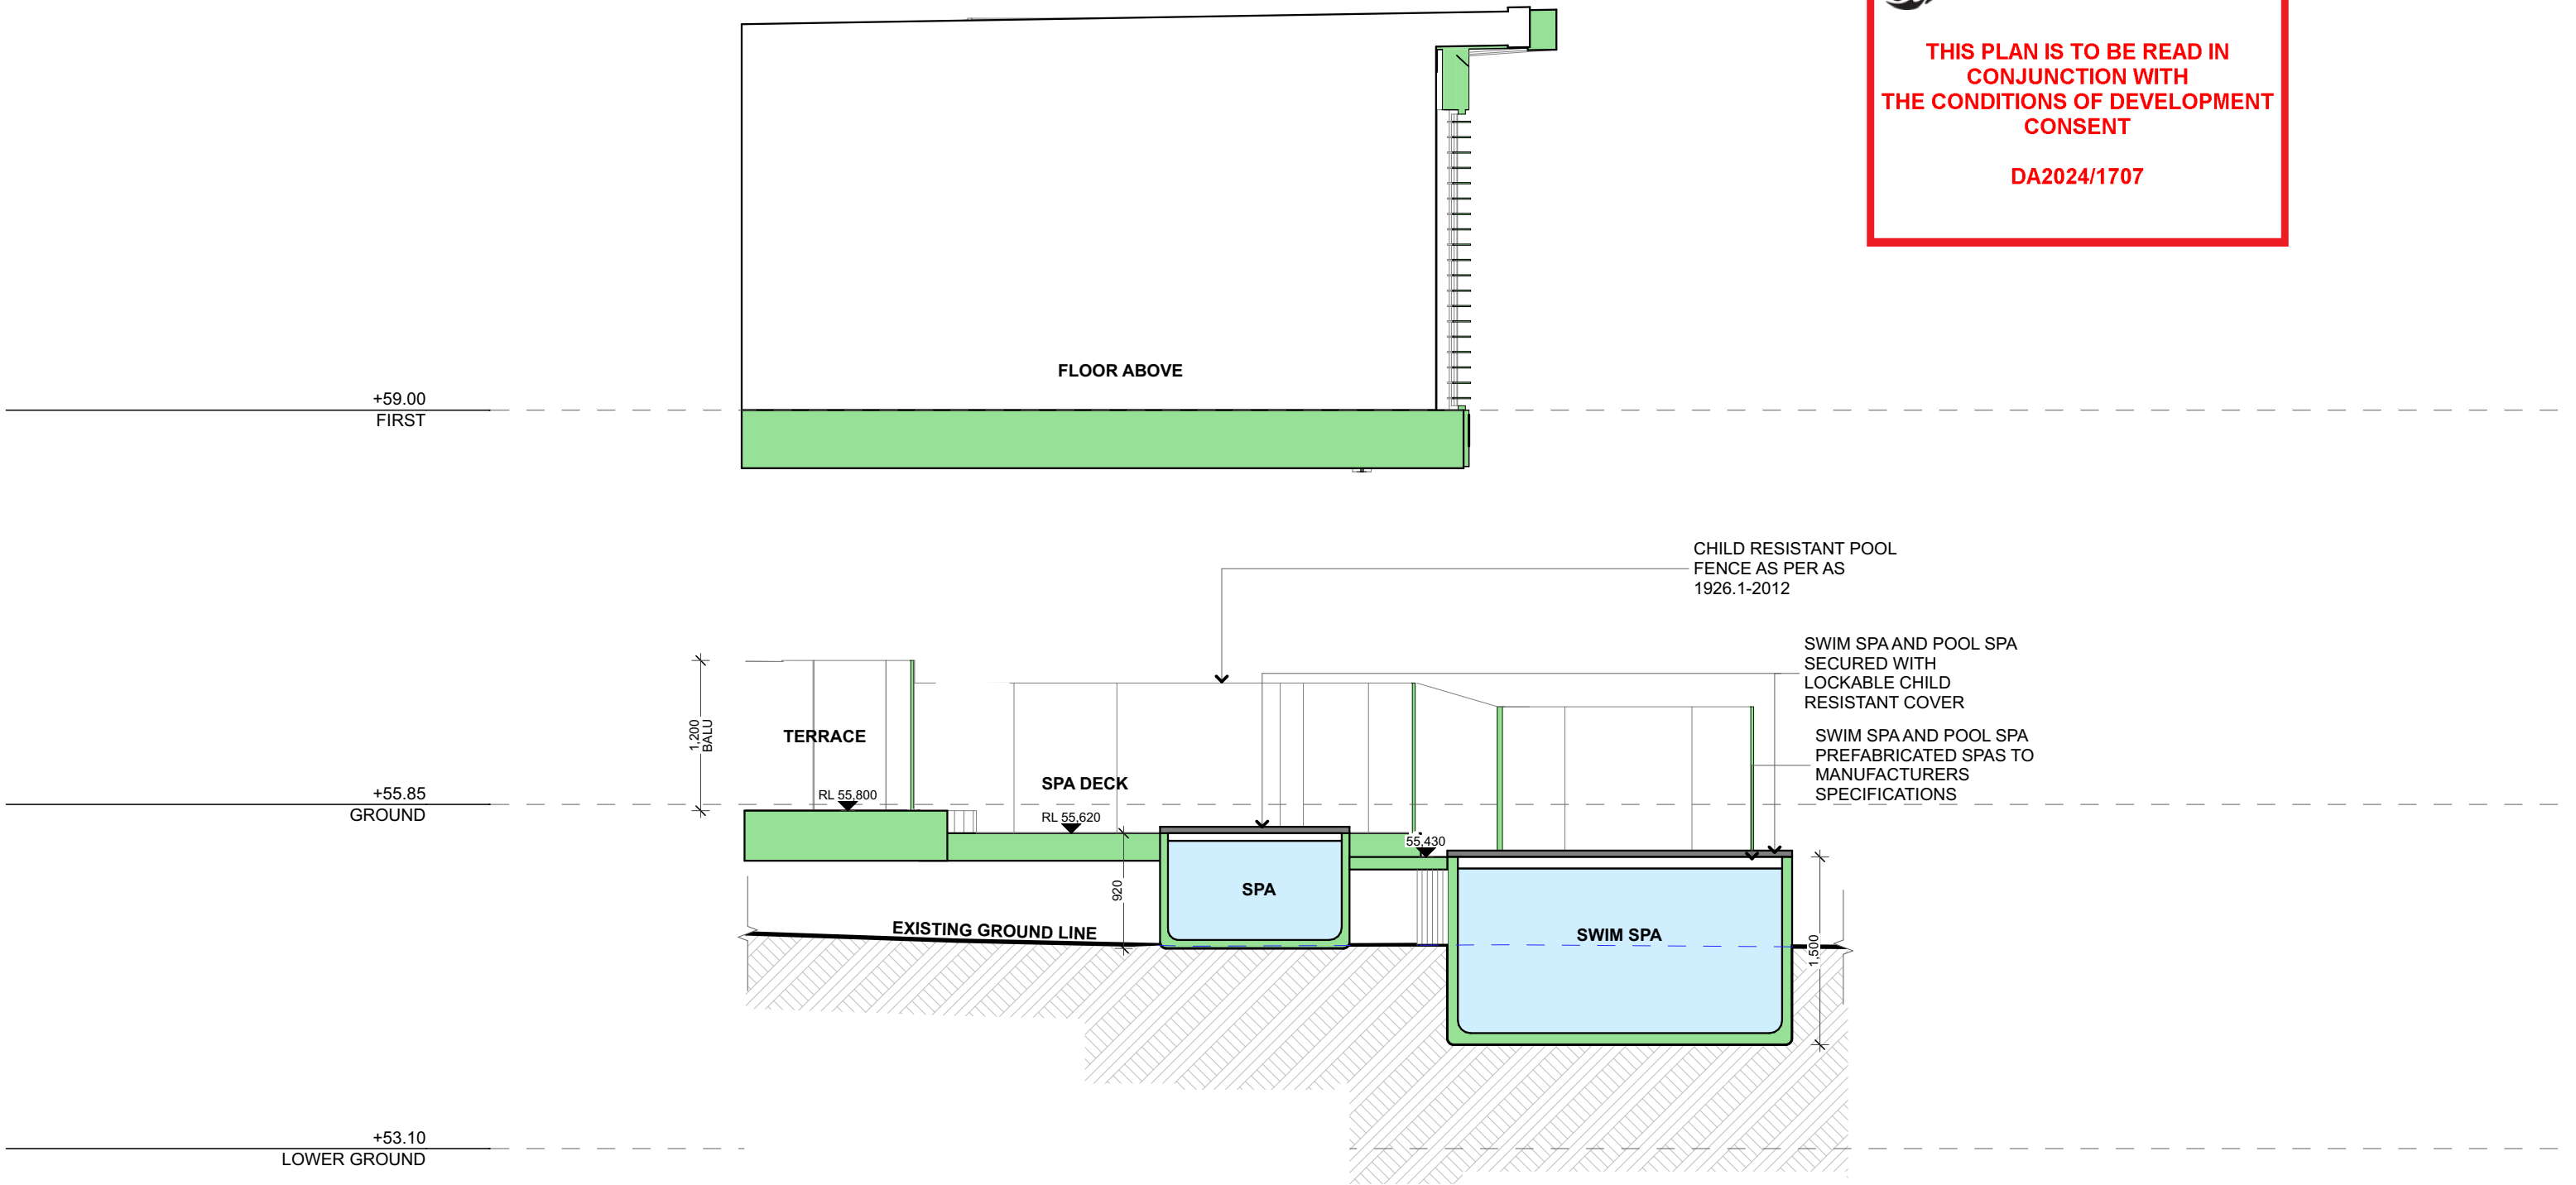 THIS PLAN IS TO BE READ IN
CONJUNCTION WITH
THE CONDITIONS OF DEVELOPMENT
CONSENT
DA2024/1707
FLOOR ABOVE
+59.00
FIRST
CHILD RESISTANT POOL
FENCE AS PER AS
1926.1-2012
SWIM SPA AND POOL SPA
SECURED WITH
LOCKABLE CHILD
RESISTANT COVER
SWIM SPA AND POOL SPA
PREFABRICATED SPAS TO
MANUFACTURERS
SPECIFICATIONS
1,200
BALU
TERRACE
SPA DECK
+55.85
GROUND
RL 55,800
RL 55,620
55,430
920
SPA
EXISTING GROUND LINE
SWIM SPA
1,500
+53.10
LOWER GROUND